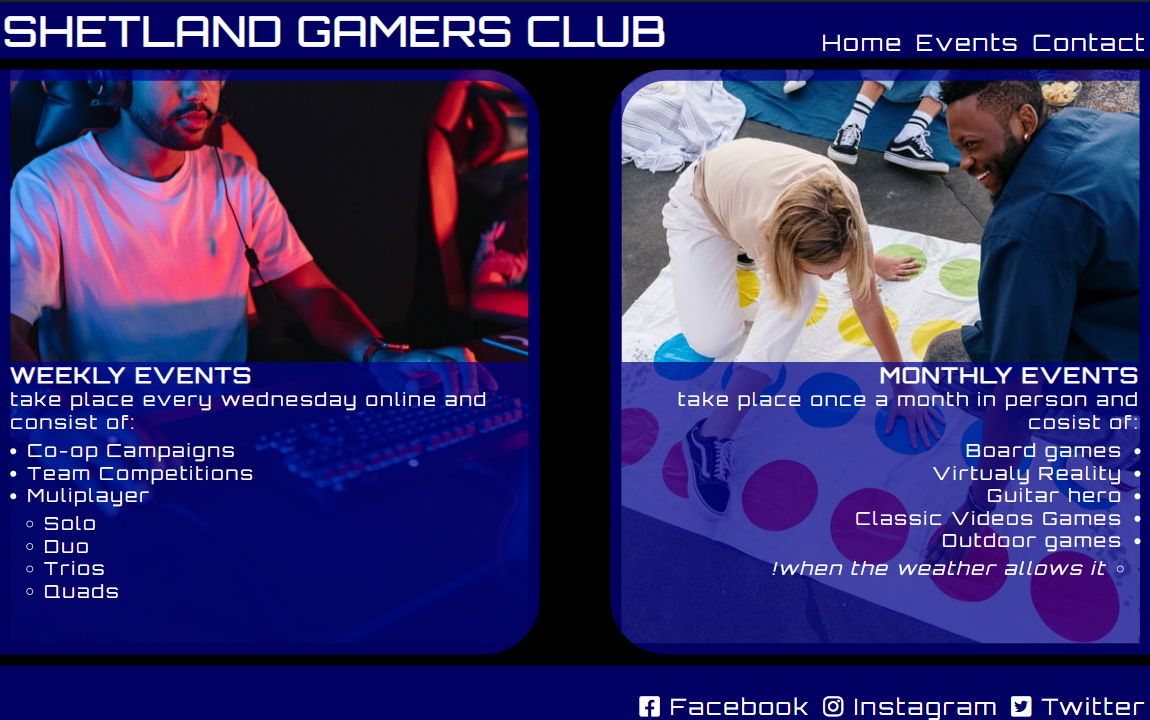 SHETLAND GAMERS CLUB
Home Events Contact
WEEKLY EVENTS
take place every wednesday online and
consist of:
• Co-op Campaigns
• Team Competitions
• Muliplayer
○ Solo
○ Duo
○ Trios
○ Quads
MONTHLY EVENTS
take place once a month in person and
cosist of:
Board games •
Virtualy Reality •
Guitar hero •
Classic Videos Games •
Outdoor games •
!when the weather allows it ○
Facebook Instagram Twitter